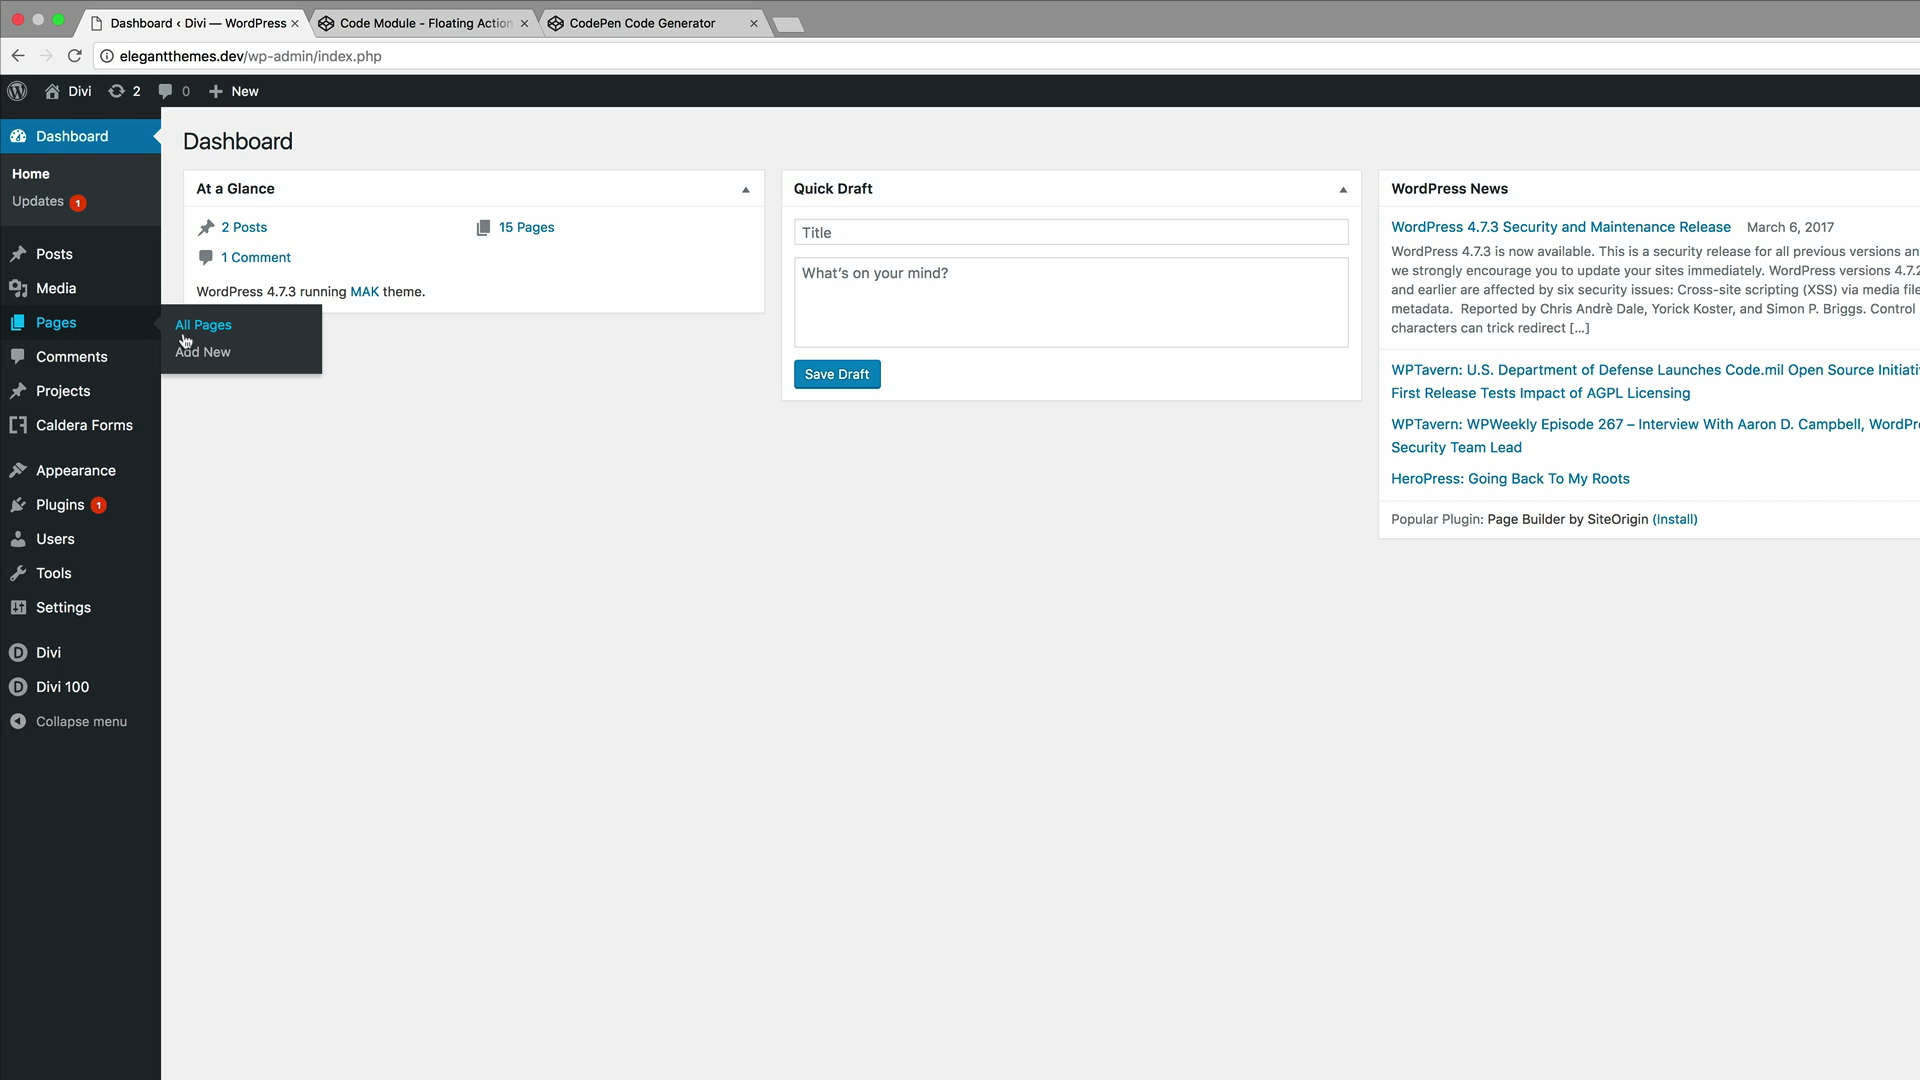 Dashboard ‹ Divi — WordPress
Code Module - Floating Action
CodePen Code Generator
elegantthemes.dev/wp-admin/index.php
Divi 2 0 New
Dashboard
Home
Updates 1
Posts
Media
Pages
All Pages
Add New
Comments
Projects
Caldera Forms
Appearance
Plugins 1
Users
Tools
Settings
Divi
Divi 100
Collapse menu
Dashboard
At a Glance
2 Posts
15 Pages
1 Comment
WordPress 4.7.3 running MAK theme.
Quick Draft
Title
What's on your mind?
Save Draft
WordPress News
WordPress 4.7.3 Security and Maintenance Release March 6, 2017
WordPress 4.7.3 is now available. This is a security release for all previous versions an
we strongly encourage you to update your sites immediately. WordPress versions 4.7.2
and earlier are affected by six security issues: Cross-site scripting (XSS) via media file
metadata. Reported by Chris Andrè Dale, Yorick Koster, and Simon P. Briggs. Control
characters can trick redirect […]
WPTavern: U.S. Department of Defense Launches Code.mil Open Source Initiativ
First Release Tests Impact of AGPL Licensing
WPTavern: WPWeekly Episode 267 – Interview With Aaron D. Campbell, WordPre
Security Team Lead
HeroPress: Going Back To My Roots
Popular Plugin: Page Builder by SiteOrigin (Install)